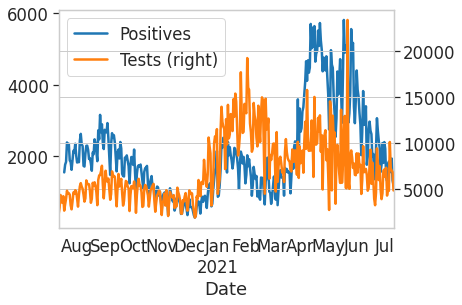 6000
4000
2000
Positives
Tests (right)
20000
15000
10000
5000
Aug Sep Oct Nov Dec Jan Feb Mar Apr May Jun Jul
2021
Date